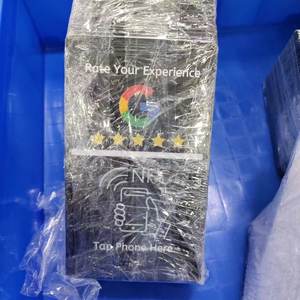 Rate Your Experience
G
NFC
Tap Phone Here